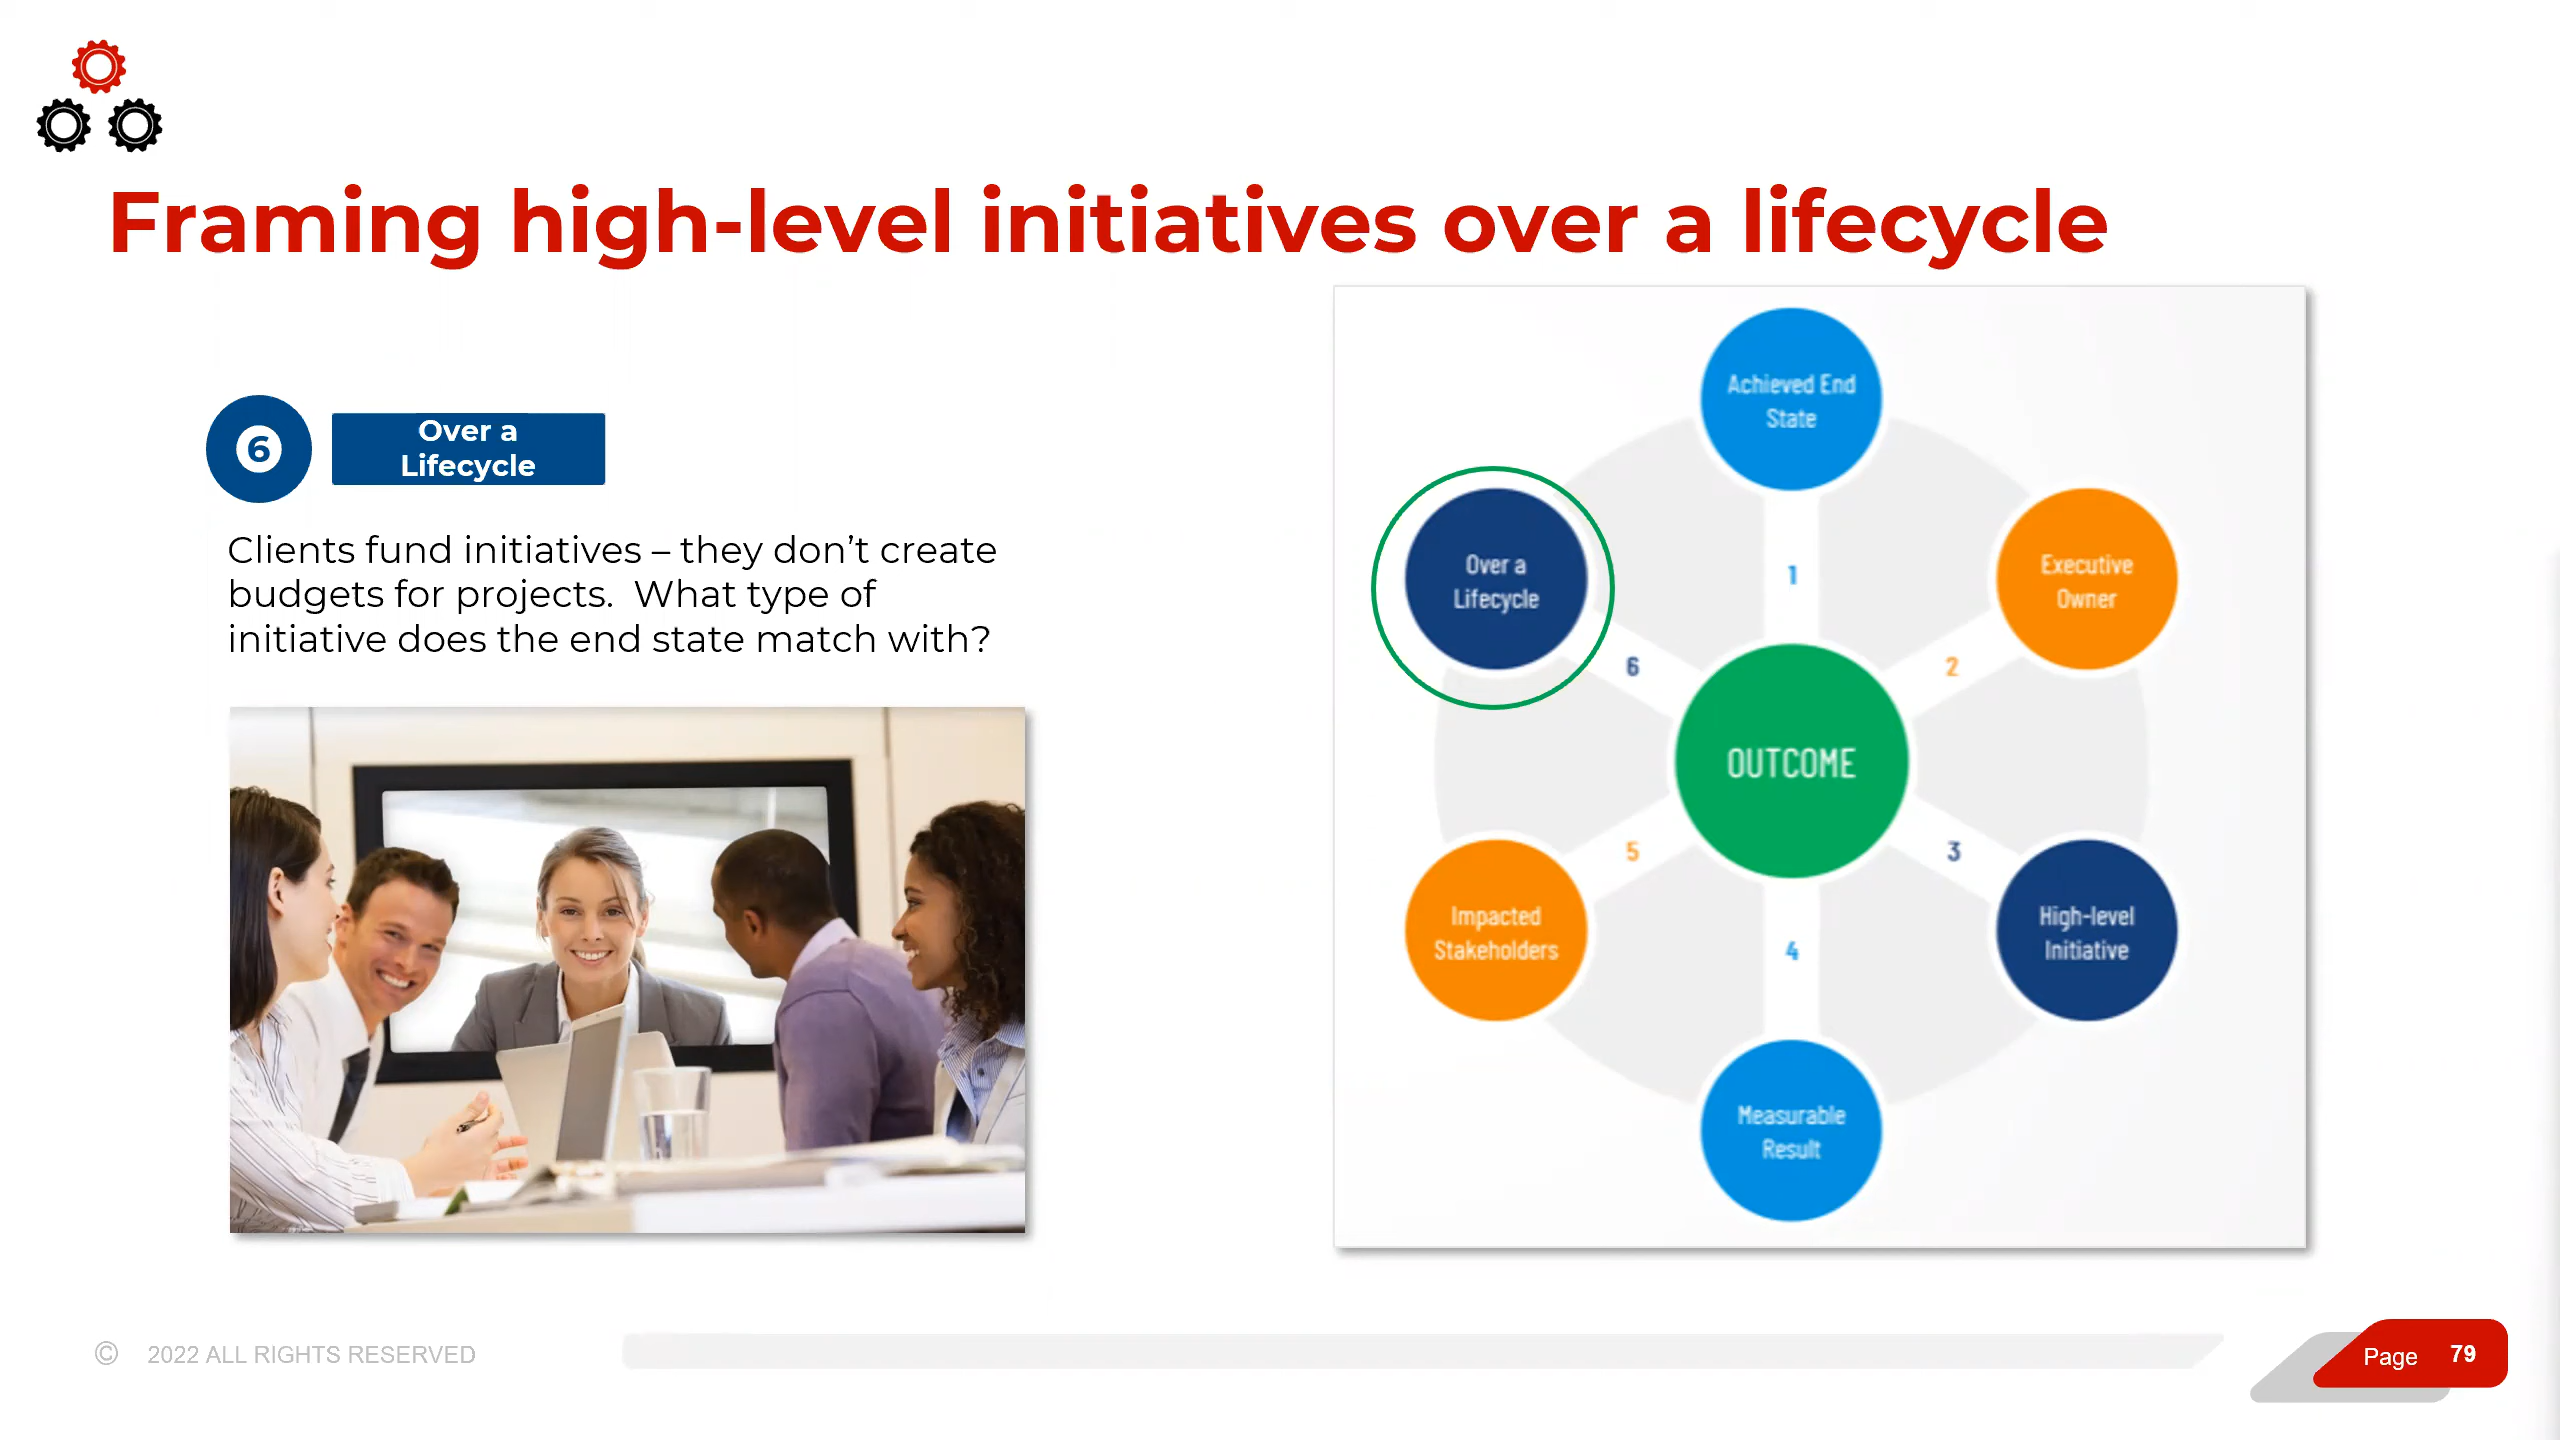 Framing high-level initiatives over a lifecycle
6
Over a
Lifecycle
Clients fund initiatives – they don’t create
budgets for projects.  What type of
initiative does the end state match with?
Achieved End
State
Over a
Lifecycle
Executive
Owner
1
6
2
OUTCOME
5
3
Impacted
Stakeholders
High-level
Initiative
4
Measurable
Result
© 2022 ALL RIGHTS RESERVED
Page 79